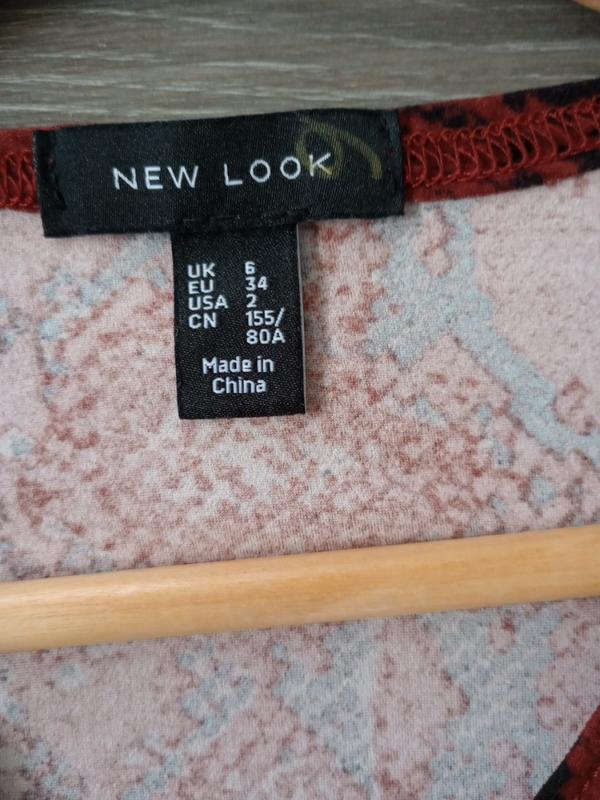 NEW LOOK
UK 6
EU 34
USA 2
CN 155/
80A
Made in
China